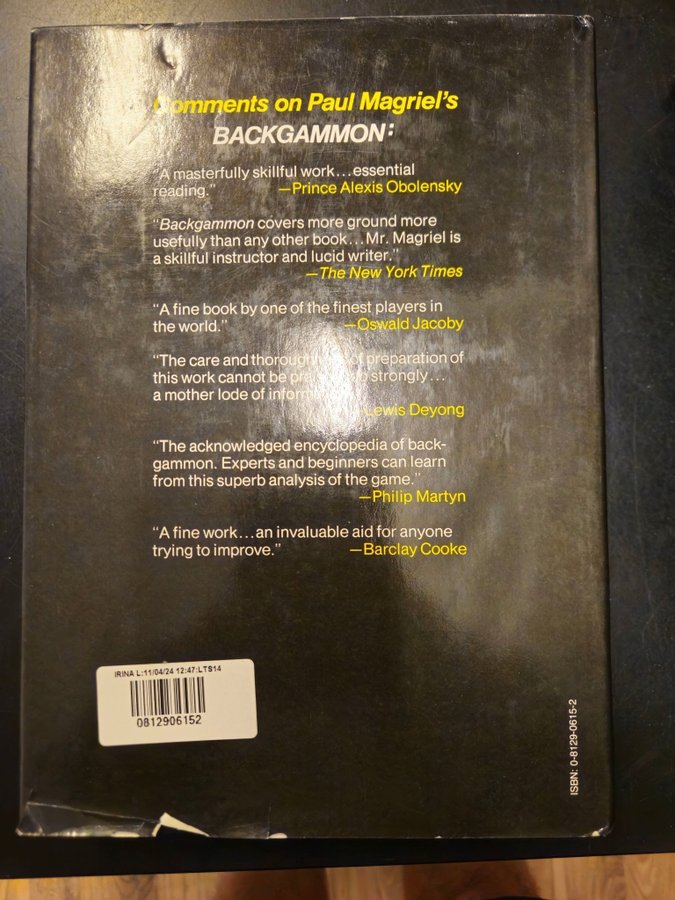 Comments on Paul Magriel's
BACKGAMMON:
"A masterfully skillful work...essential
reading." —Prince Alexis Obolensky
"Backgammon covers more ground more
usefully than any other book...Mr. Magriel is
a skillful instructor and lucid writer."
—The New York Times
"A fine book by one of the finest players in
the world." —Oswald Jacoby
"The care and of preparation of
this work cannot be strongly...
a mother lode of
Lewis Deyong
"The acknowledged encyclopedia of back-
gammon. Experts and beginners can learn
from this superb analysis of the game."
—Philip Martyn
"A fine work...an invaluable aid for anyone
trying to improve." —Barclay Cooke
IRINA L:11/04/24 12:47:LTS14
0812906152
ISBN: 0-8129-0615-2